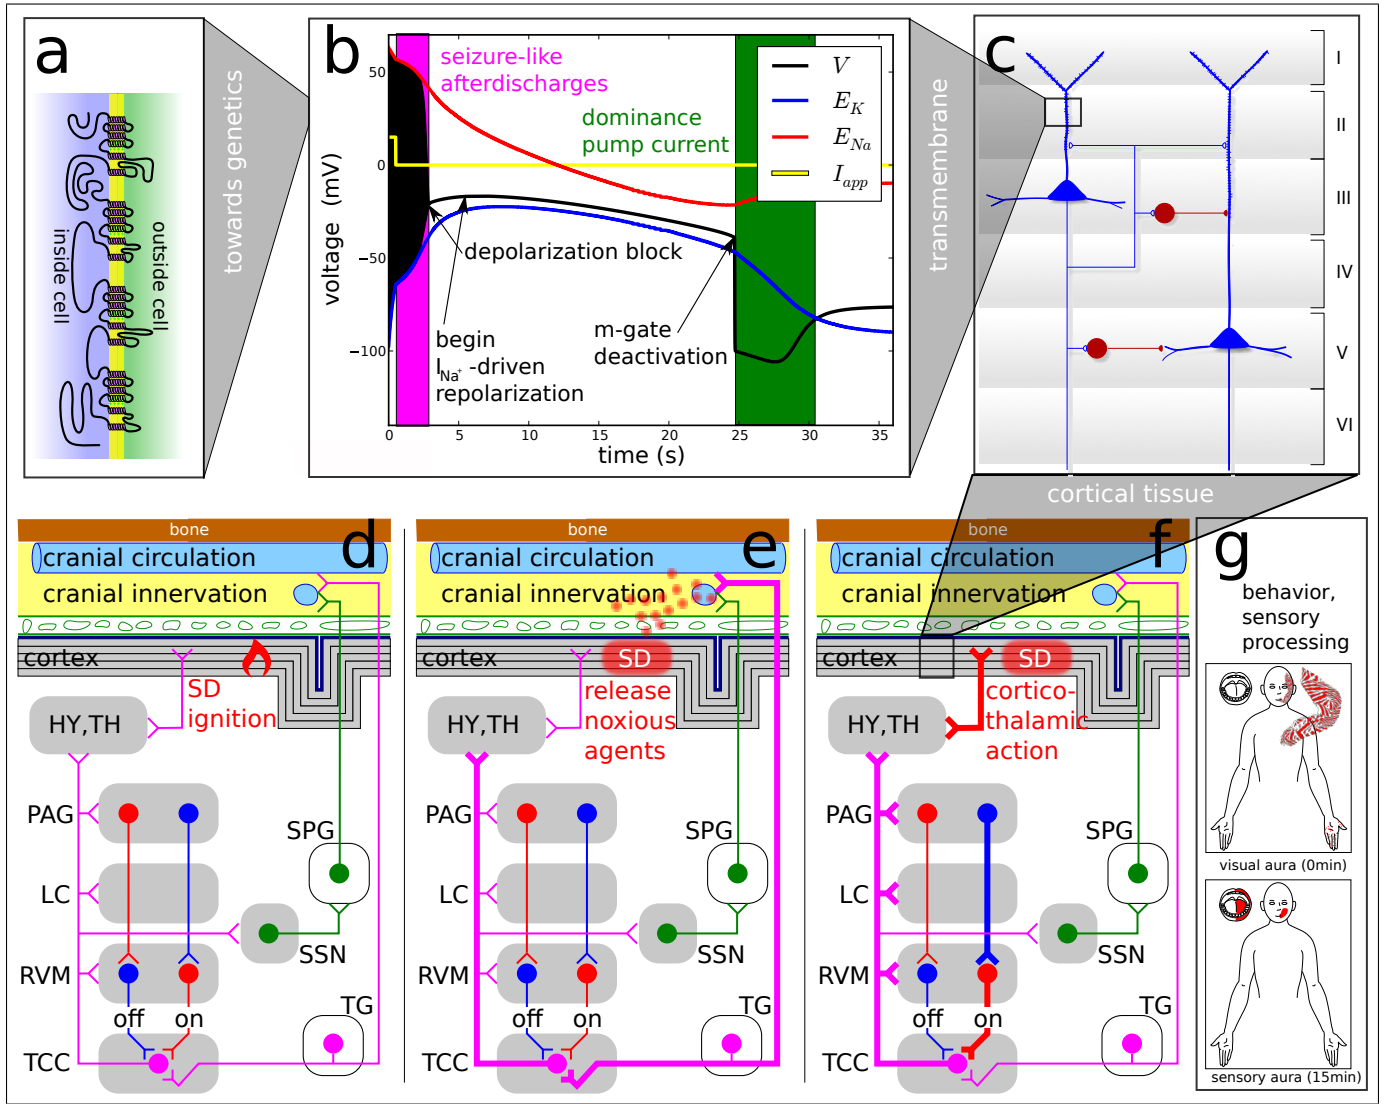 a
inside cell
outside cell
towards genetics
b
seizure-like
afterdischarges
dominance
pump current
V
E_K
E_Na
I_app
depolarization block
begin
I_Na+ -driven
repolarization
m-gate
deactivation
voltage (mV)
50
0
−50
−100
0
5
10
15
20
25
30
35
time (s)
transmembrane
c
I
II
III
IV
V
VI
cortical tissue
d
bone
cranial circulation
cranial innervation
cortex
SD
ignition
HY,TH
PAG
LC
RVM
TCC
SPG
SSN
TG
off
on
e
cranial circulation
cranial innervation
cortex
SD
release
noxious
agents
HY,TH
PAG
LC
RVM
TCC
SPG
SSN
TG
off
on
f
bone
cranial circulation
cranial innervation
cortex
SD
cortico-
thalamic
action
HY,TH
PAG
LC
RVM
TCC
SPG
SSN
TG
off
on
g
behavior,
sensory
processing
visual aura (0min)
sensory aura (15min)